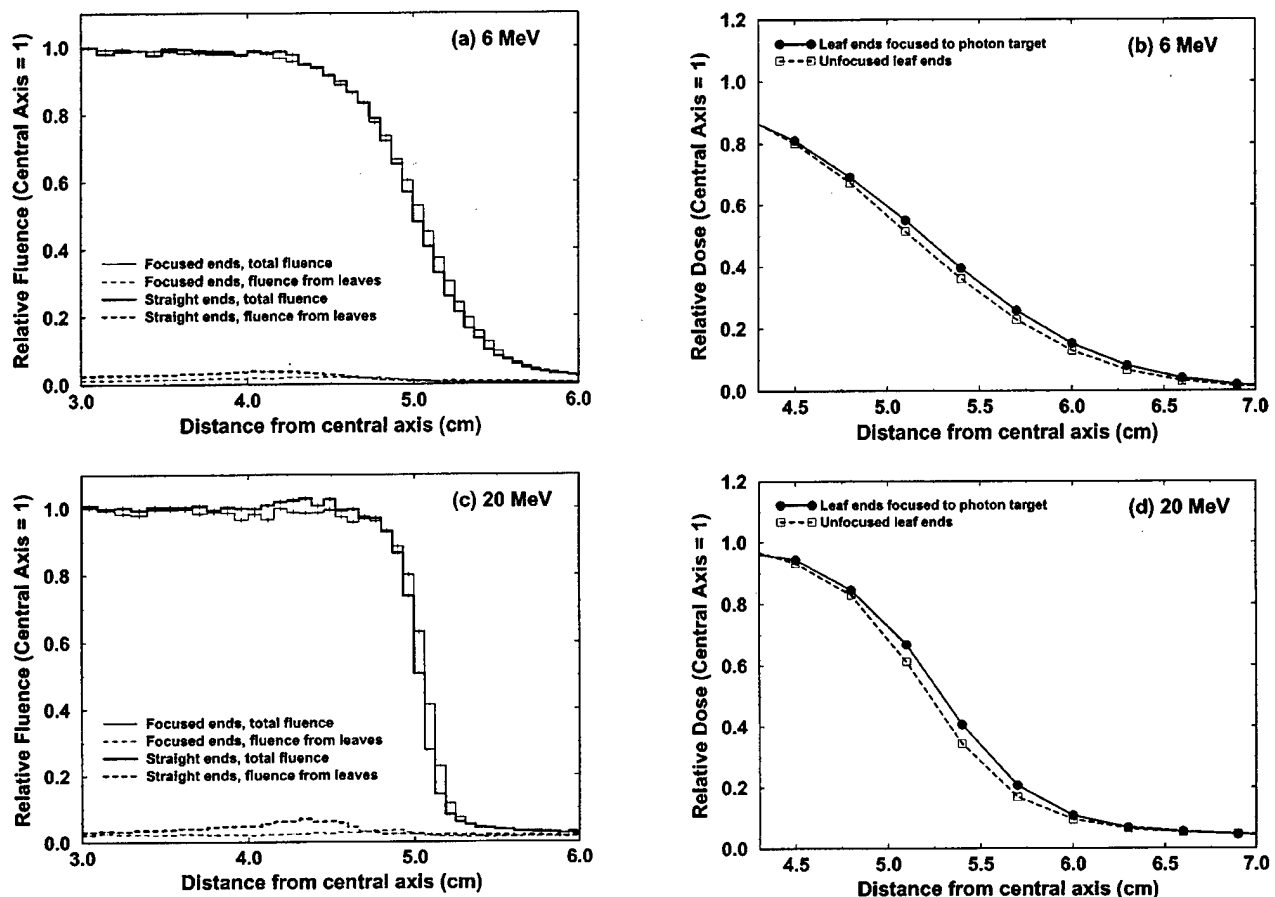 (a) 6 MeV
Relative Fluence (Central Axis = 1)
1.0
0.8
0.6
0.4
0.2
0.0
Focused ends, total fluence
Focused ends, fluence from leaves
Straight ends, total fluence
Straight ends, fluence from leaves
3.0 4.0 5.0 6.0
Distance from central axis (cm)
(b) 6 MeV
Relative Dose (Central Axis = 1)
1.2
1.0
0.8
0.6
0.4
0.2
0.0
Leaf ends focused to photon target
Unfocused leaf ends
4.5 5.0 5.5 6.0 6.5 7.0
Distance from central axis (cm)
(c) 20 MeV
Relative Fluence (Central Axis = 1)
1.0
0.8
0.6
0.4
0.2
0.0
Focused ends, total fluence
Focused ends, fluence from leaves
Straight ends, total fluence
Straight ends, fluence from leaves
3.0 4.0 5.0 6.0
Distance from central axis (cm)
(d) 20 MeV
Relative Dose (Central Axis = 1)
1.2
1.0
0.8
0.6
0.4
0.2
0.0
Leaf ends focused to photon target
Unfocused leaf ends
4.5 5.0 5.5 6.0 6.5 7.0
Distance from central axis (cm)